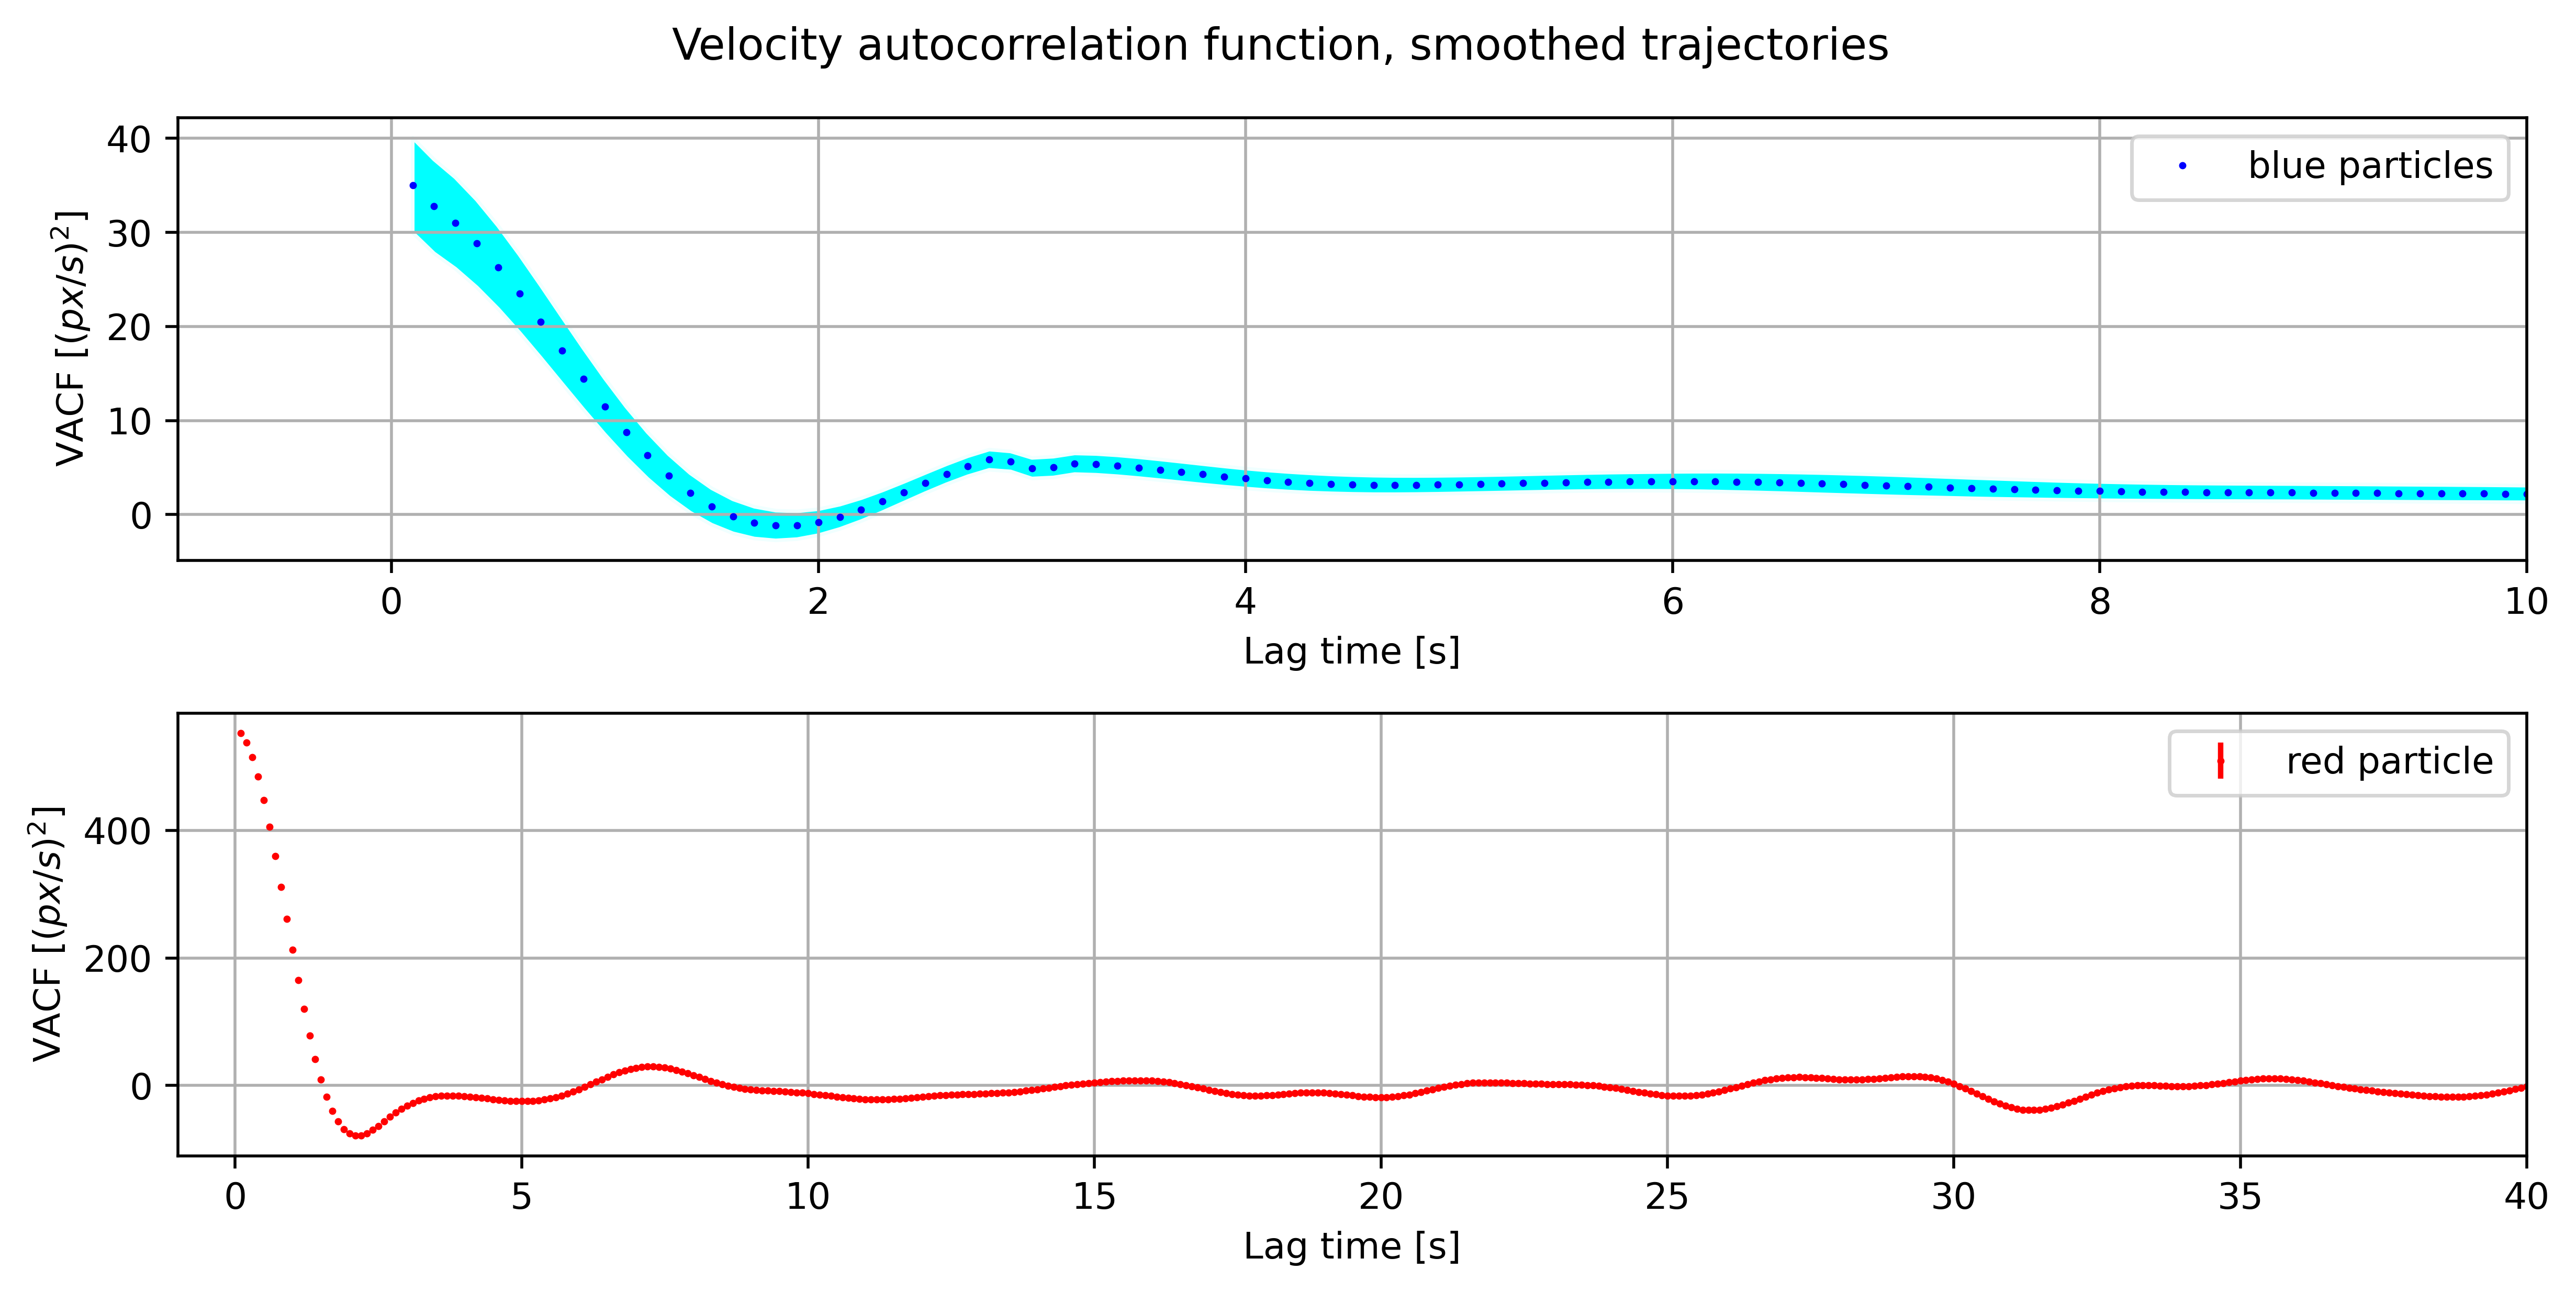 Velocity autocorrelation function, smoothed trajectories
40
30
20
10
0
VACF [(px/s)²]
blue particles
0 2 4 6 8 10
Lag time [s]
400
200
0
VACF [(px/s)²]
red particle
0 5 10 15 20 25 30 35 40
Lag time [s]